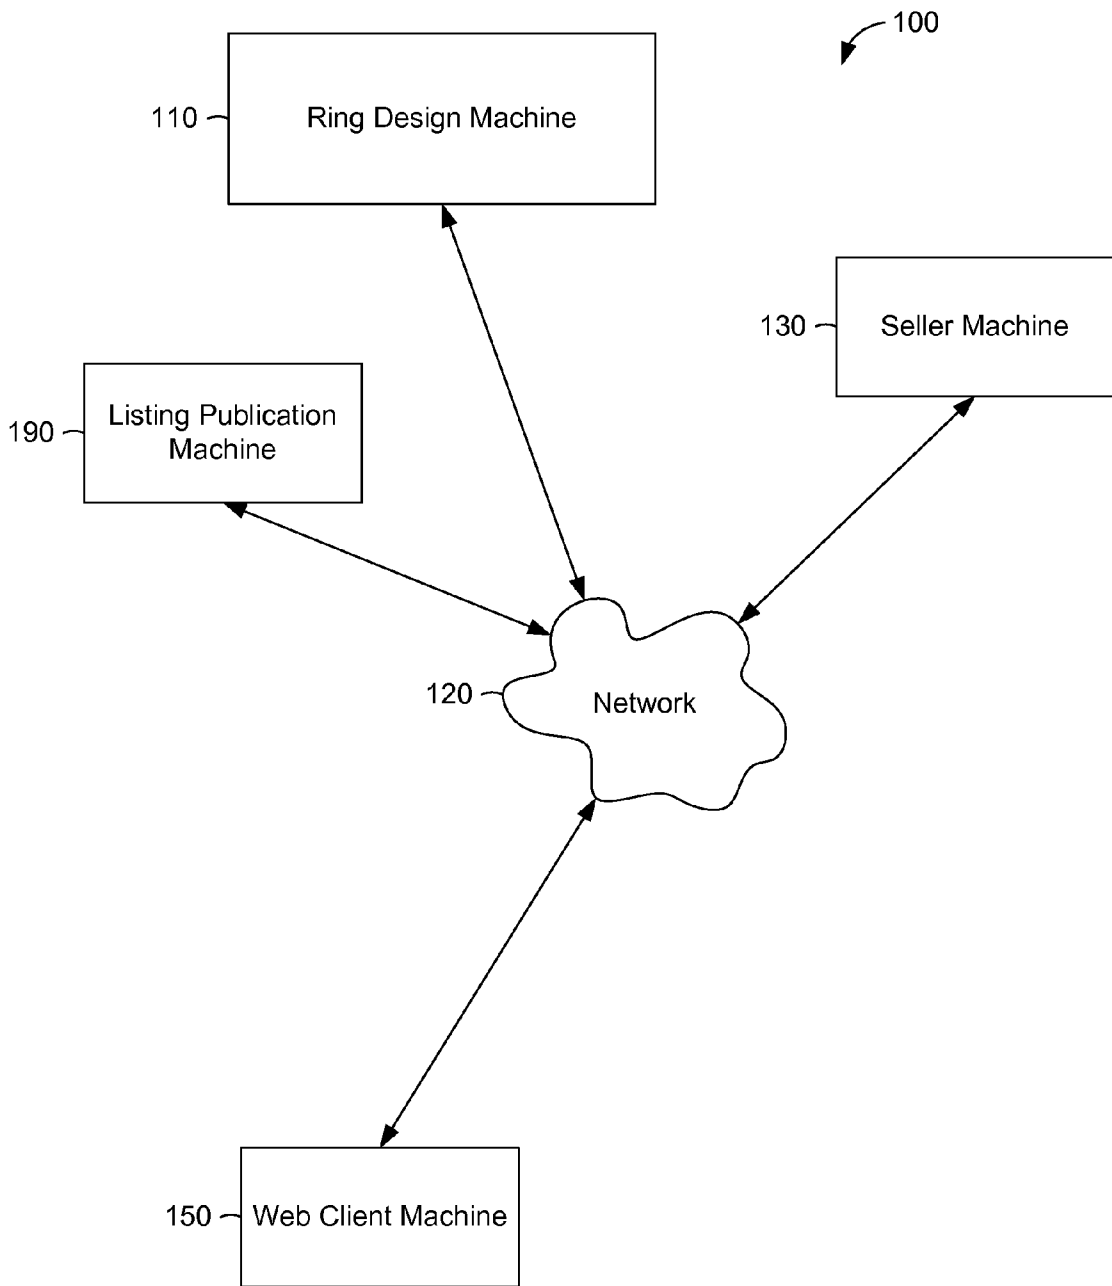 100
110
Ring Design Machine
130
Seller Machine
190
Listing Publication
Machine
120
Network
150
Web Client Machine